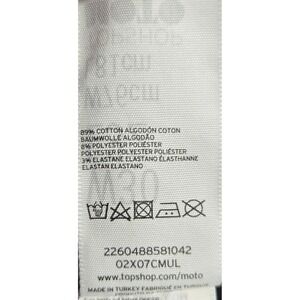 89% COTTON ALGODÓN COTON
BAUMWOLLE ALGODÃO
8% POLYESTER POLIÉSTER
POLYESTER POLIÉSTER
3% ELASTANE ELASTANO ÉLASTHANNE
ELASTAN ELASTANO
2260488581042
02X07CMUL
www.topshop.com/moto
MADE IN TURKEY FABRIQUÉ EN TURQUIE